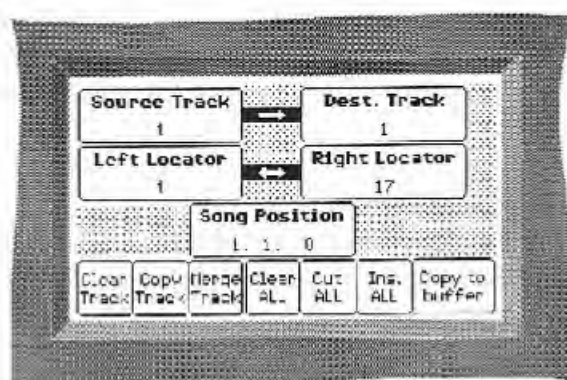 Source Track
Dest. Track
1
1
Left Locator
Right Locator
1
17
Song Position
1. 1. 0
Clear Track
Copy Track
Merge Track
Clear ALL
Cut ALL
Ins. ALL
Copy to buffer